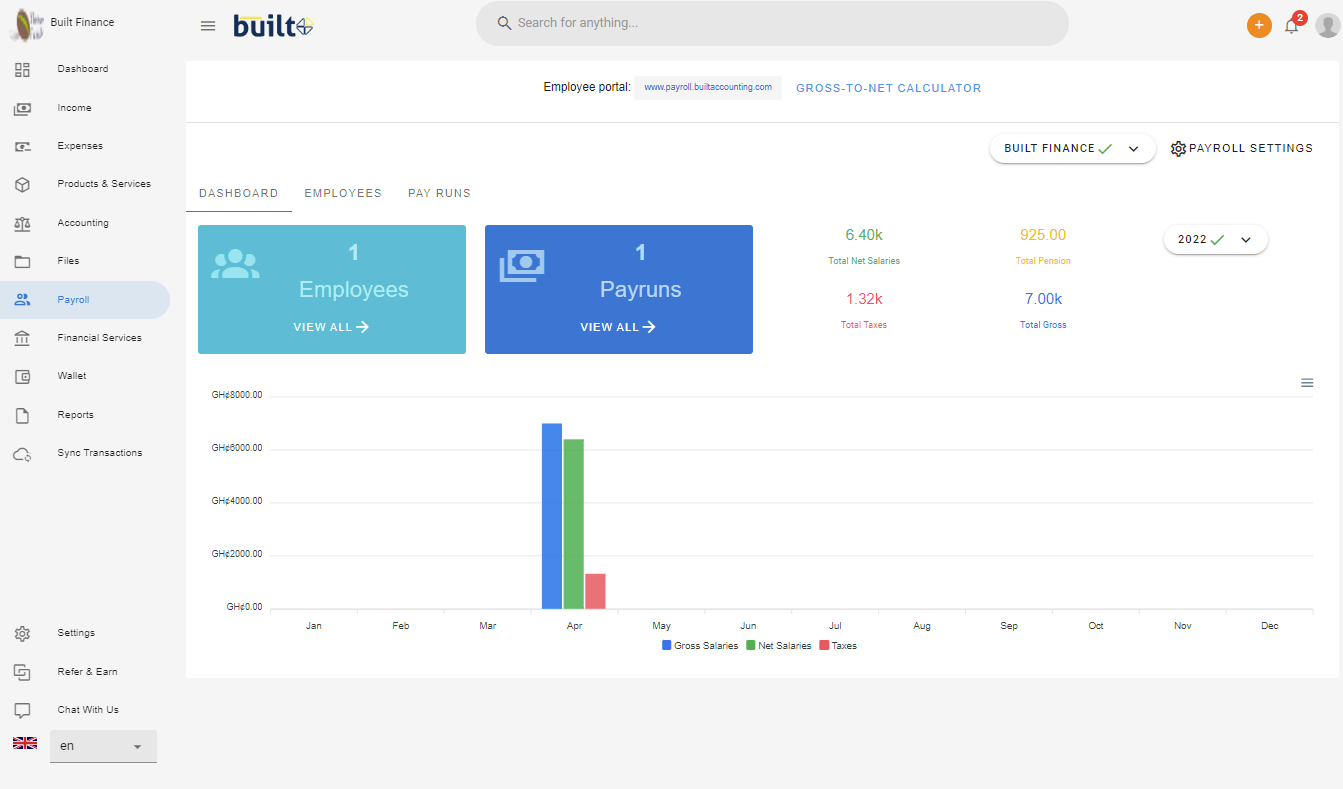 Built Finance
built
Search for anything...
2
Dashboard
Income
Expenses
Products & Services
Accounting
Files
Payroll
Financial Services
Wallet
Reports
Sync Transactions
Settings
Refer & Earn
Chat With Us
en
Employee portal: www.payroll.builtaccounting.com GROSS-TO-NET CALCULATOR
BUILT FINANCE PAYROLL SETTINGS
DASHBOARD EMPLOYEES PAY RUNS
1
Employees
VIEW ALL
1
Payruns
VIEW ALL
6.40k
Total Net Salaries
925.00
Total Pension
1.32k
Total Taxes
7.00k
Total Gross
2022
GH¢8000.00
GH¢6000.00
GH¢4000.00
GH¢2000.00
GH¢0.00
Jan Feb Mar Apr May Jun Jul Aug Sep Oct Nov Dec
Gross Salaries Net Salaries Taxes